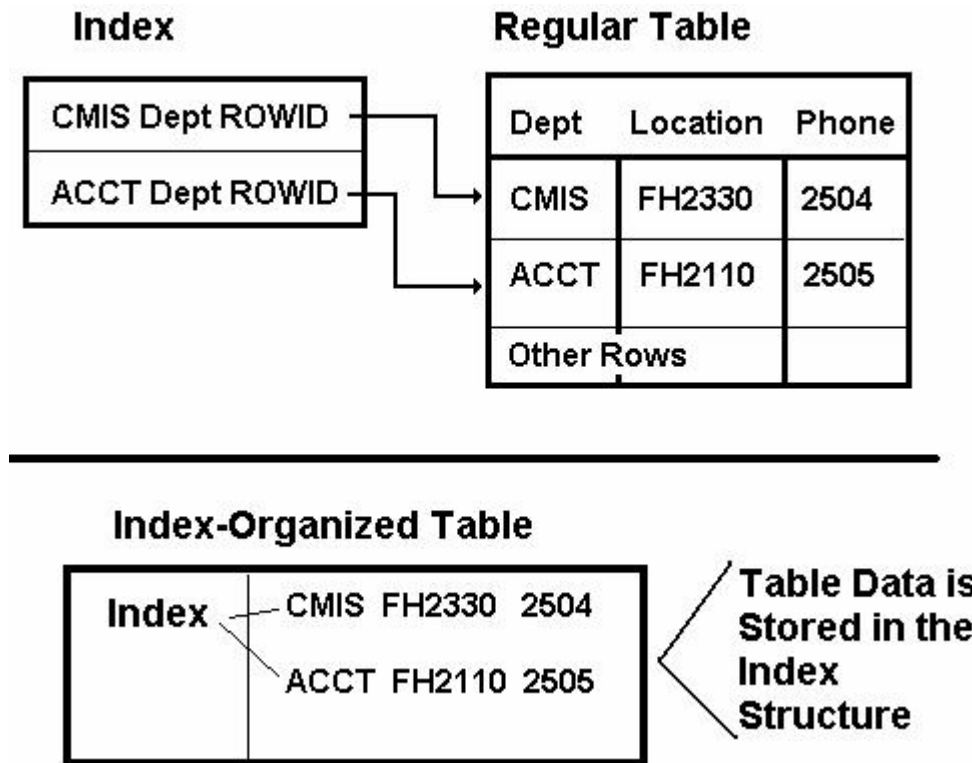 Index
Regular Table
CMIS Dept ROWID
ACCT Dept ROWID
Dept Location Phone
CMIS FH2330 2504
ACCT FH2110 2505
Other Rows
Index-Organized Table
Index
CMIS FH2330 2504
ACCT FH2110 2505
Table Data is
Stored in the
Index
Structure